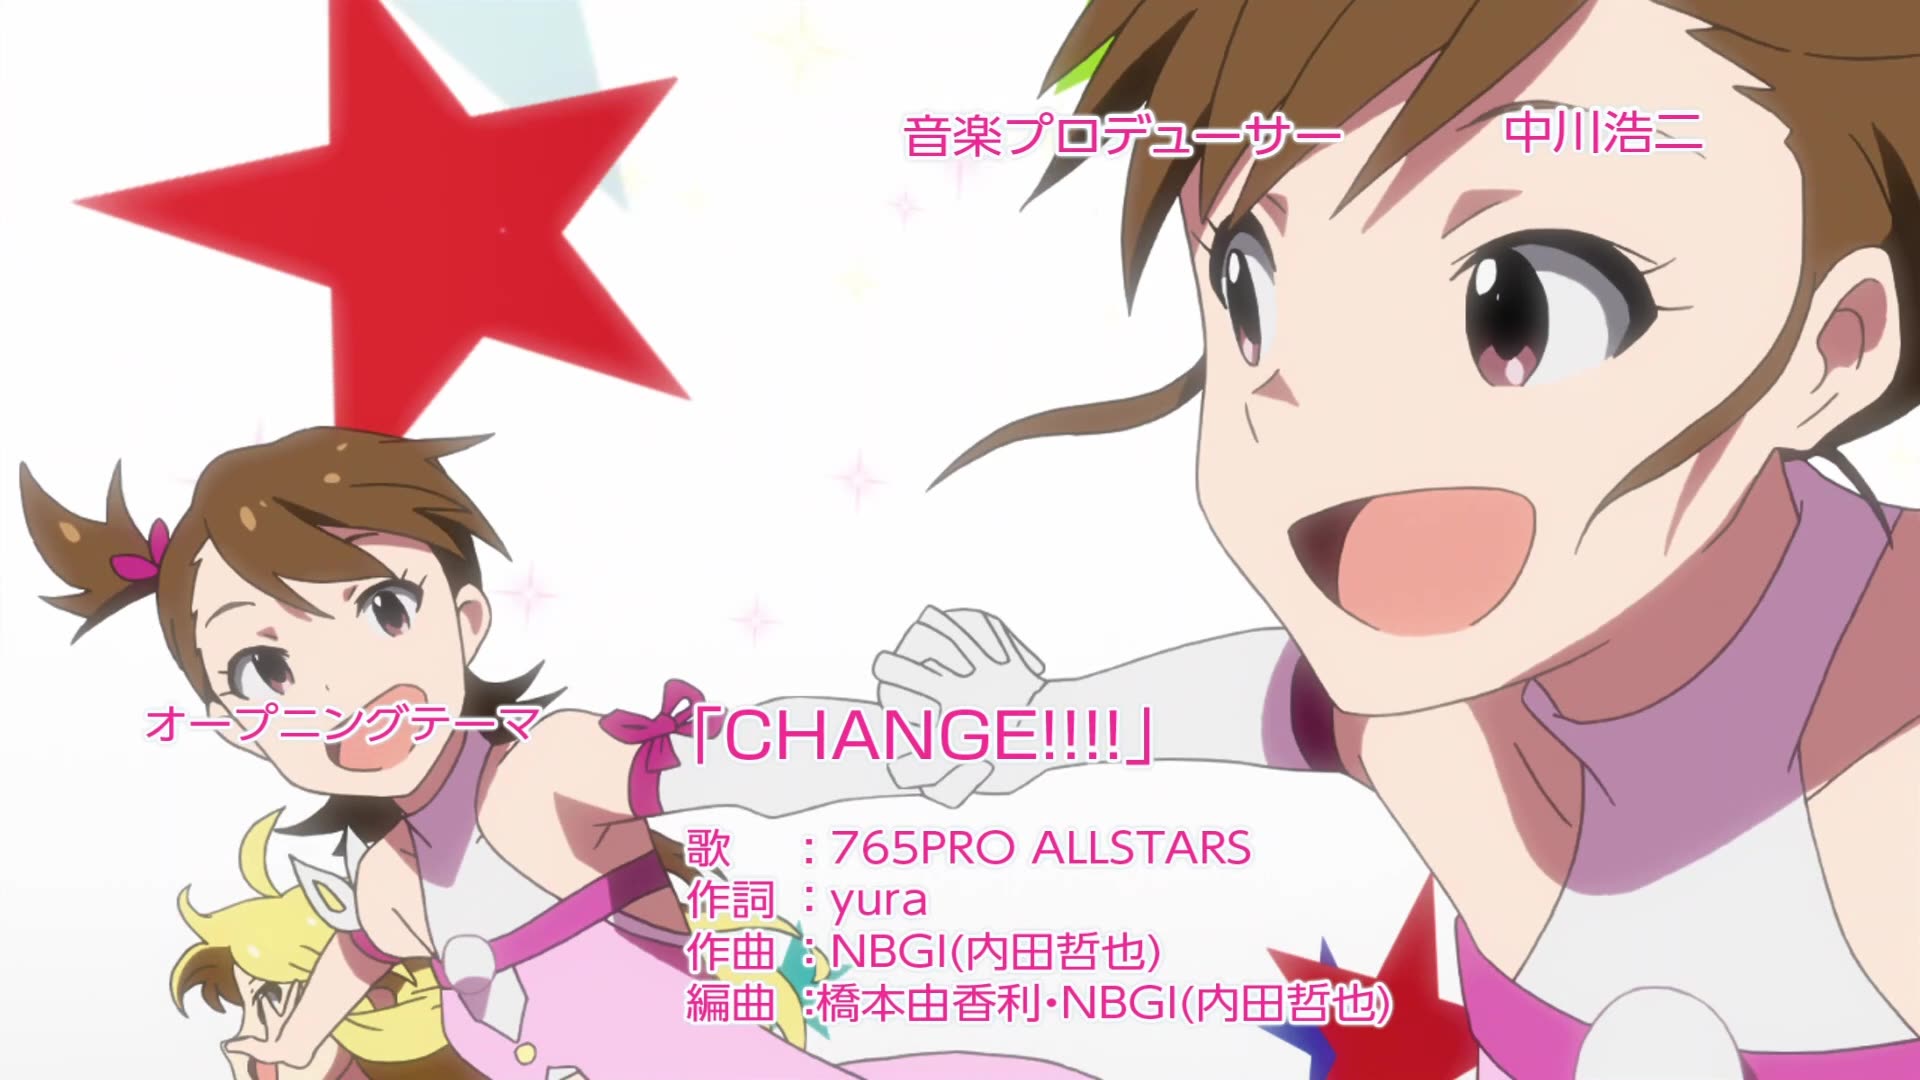 音楽プロデューサー 中川浩二
オープニングテーマ 「CHANGE!!!!」
歌 : 765PRO ALLSTARS
作詞 : yura
作曲 : NBGI(内田哲也)
編曲 : 橋本由香利・NBGI(内田哲也)